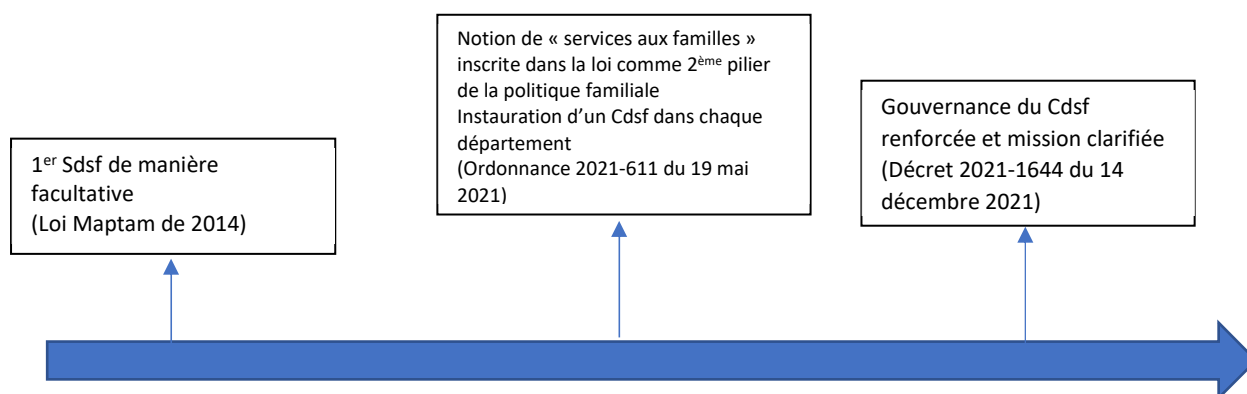 1er Sdsf de manière
facultative
(Loi Maptam de 2014)
Notion de « services aux familles »
inscrite dans la loi comme 2ème pilier
de la politique familiale
Instauration d’un Cdsf dans chaque
département
(Ordonnance 2021-611 du 19 mai
2021)
Gouvernance du Cdsf
renforcée et mission clarifiée
(Décret 2021-1644 du 14
décembre 2021)